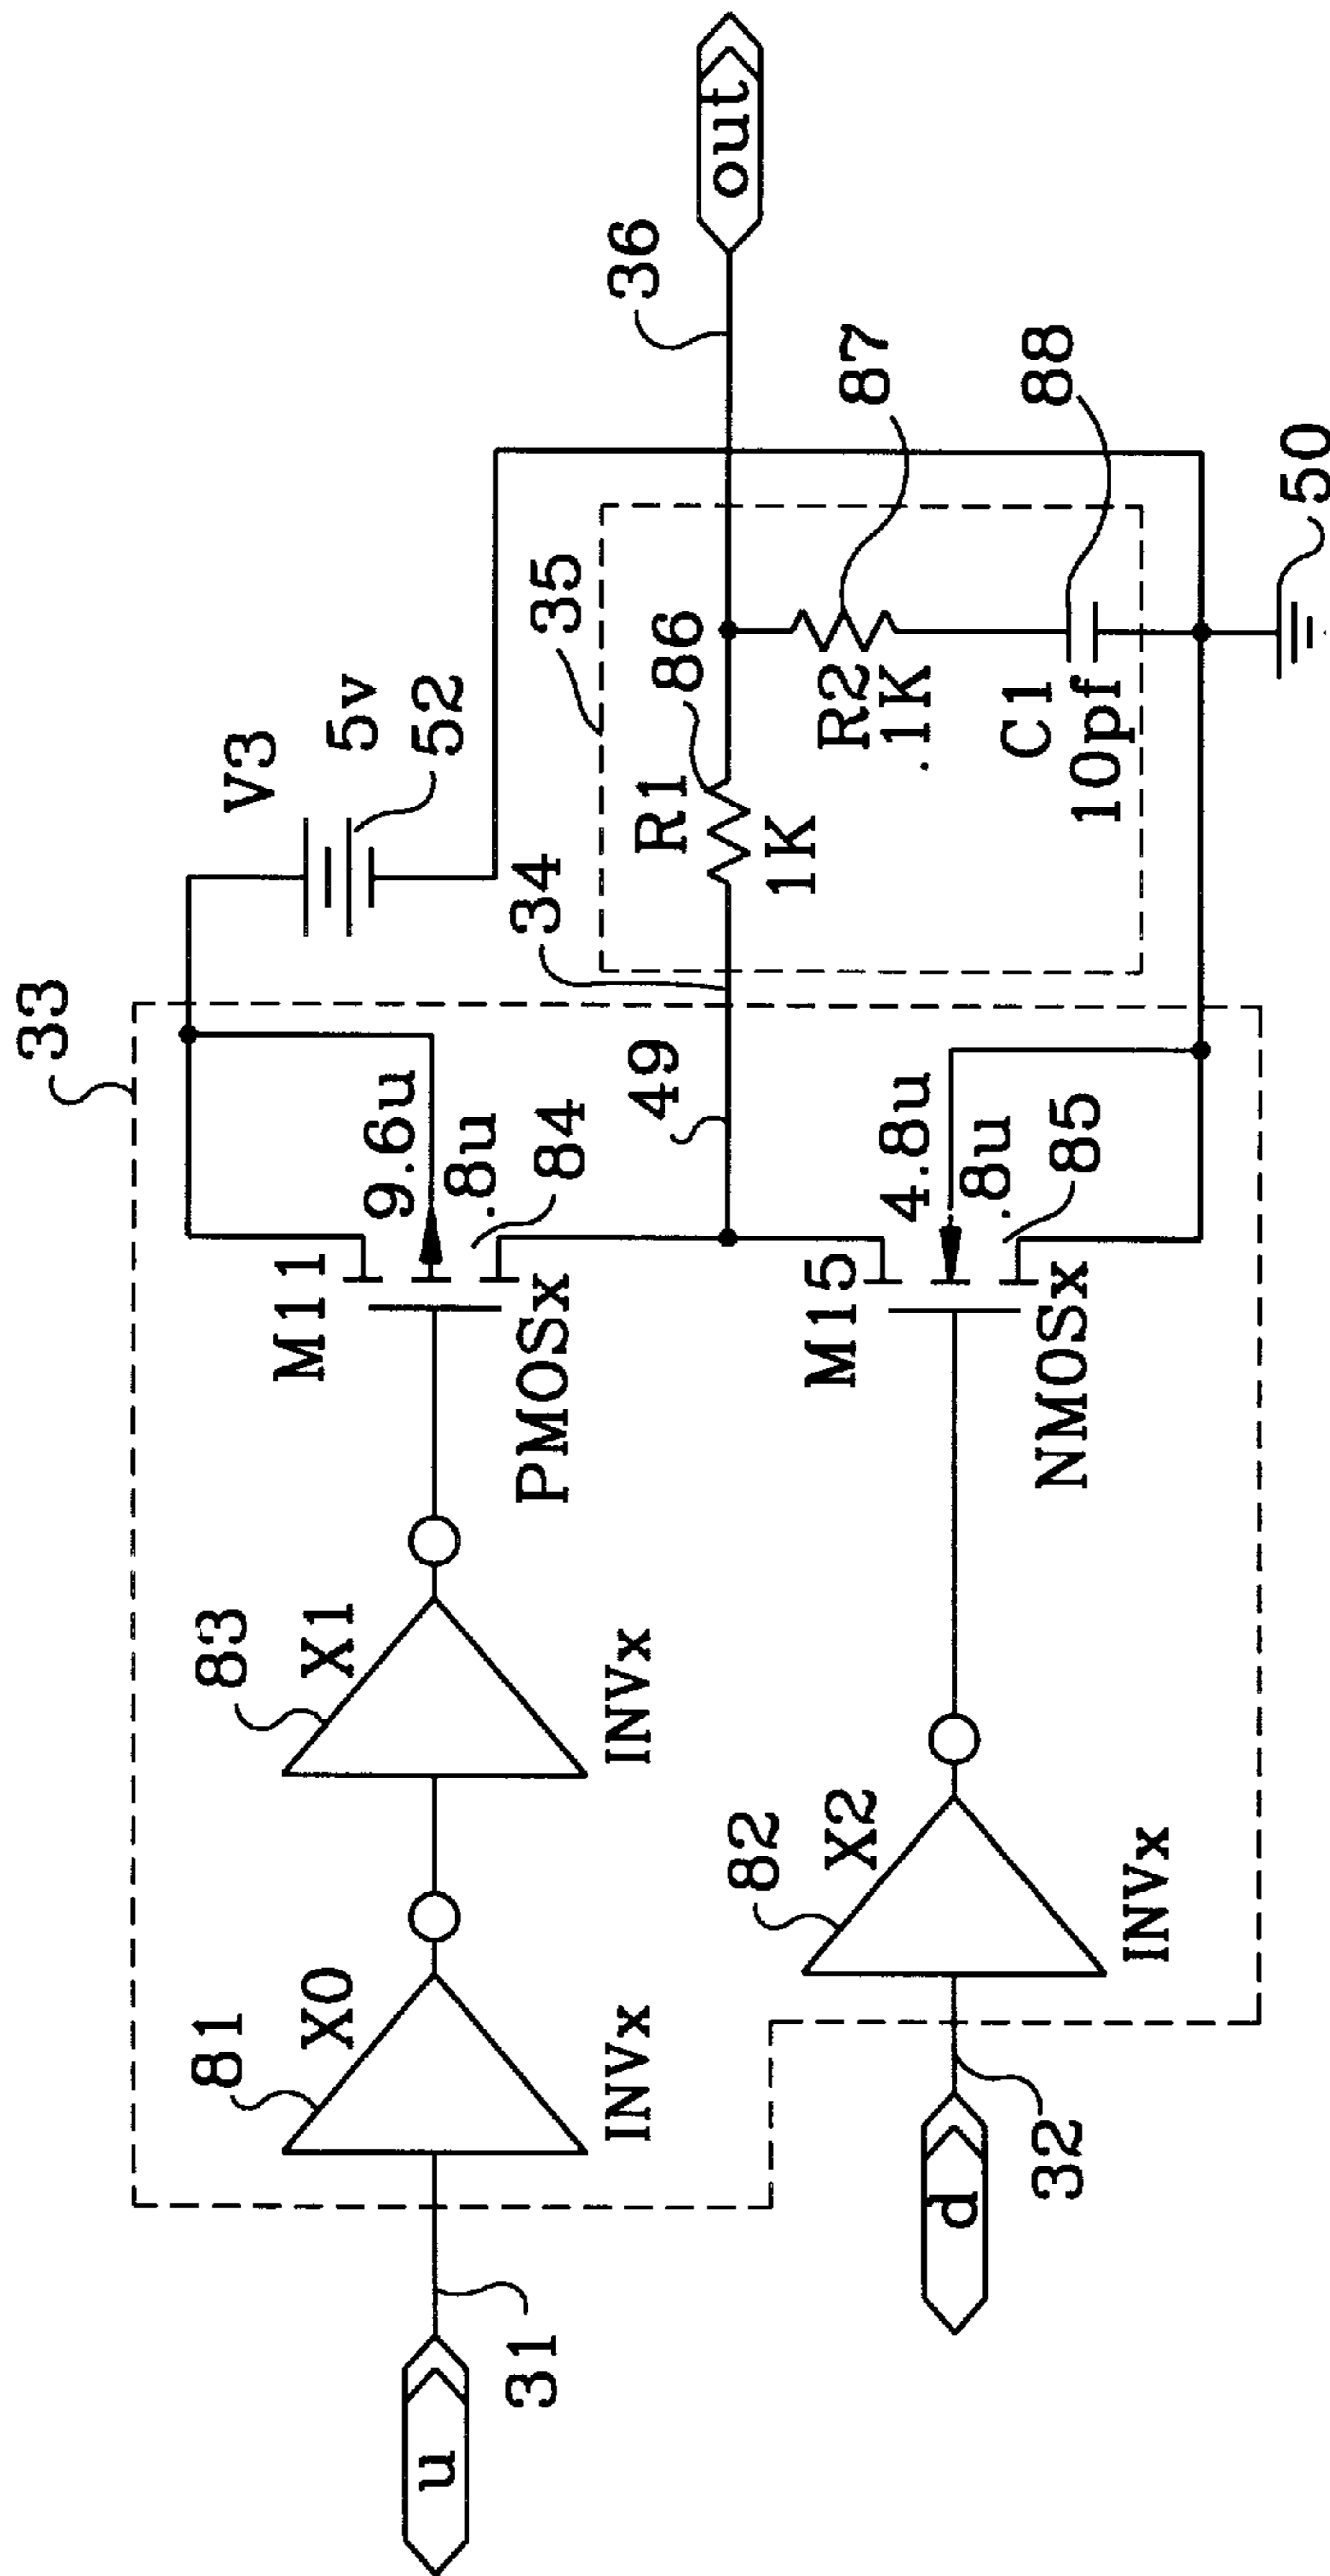 33
V3
5v
52
M11
9.6u
.8u
84
PMOSx
83
X1
INVx
81
X0
INVx
u
31
35
36
out
34
R1
86
1K
49
R2
.1K
87
C1
10pf
88
50
M15
4.8u
.8u
85
NMOSx
82
X2
INVx
d
32